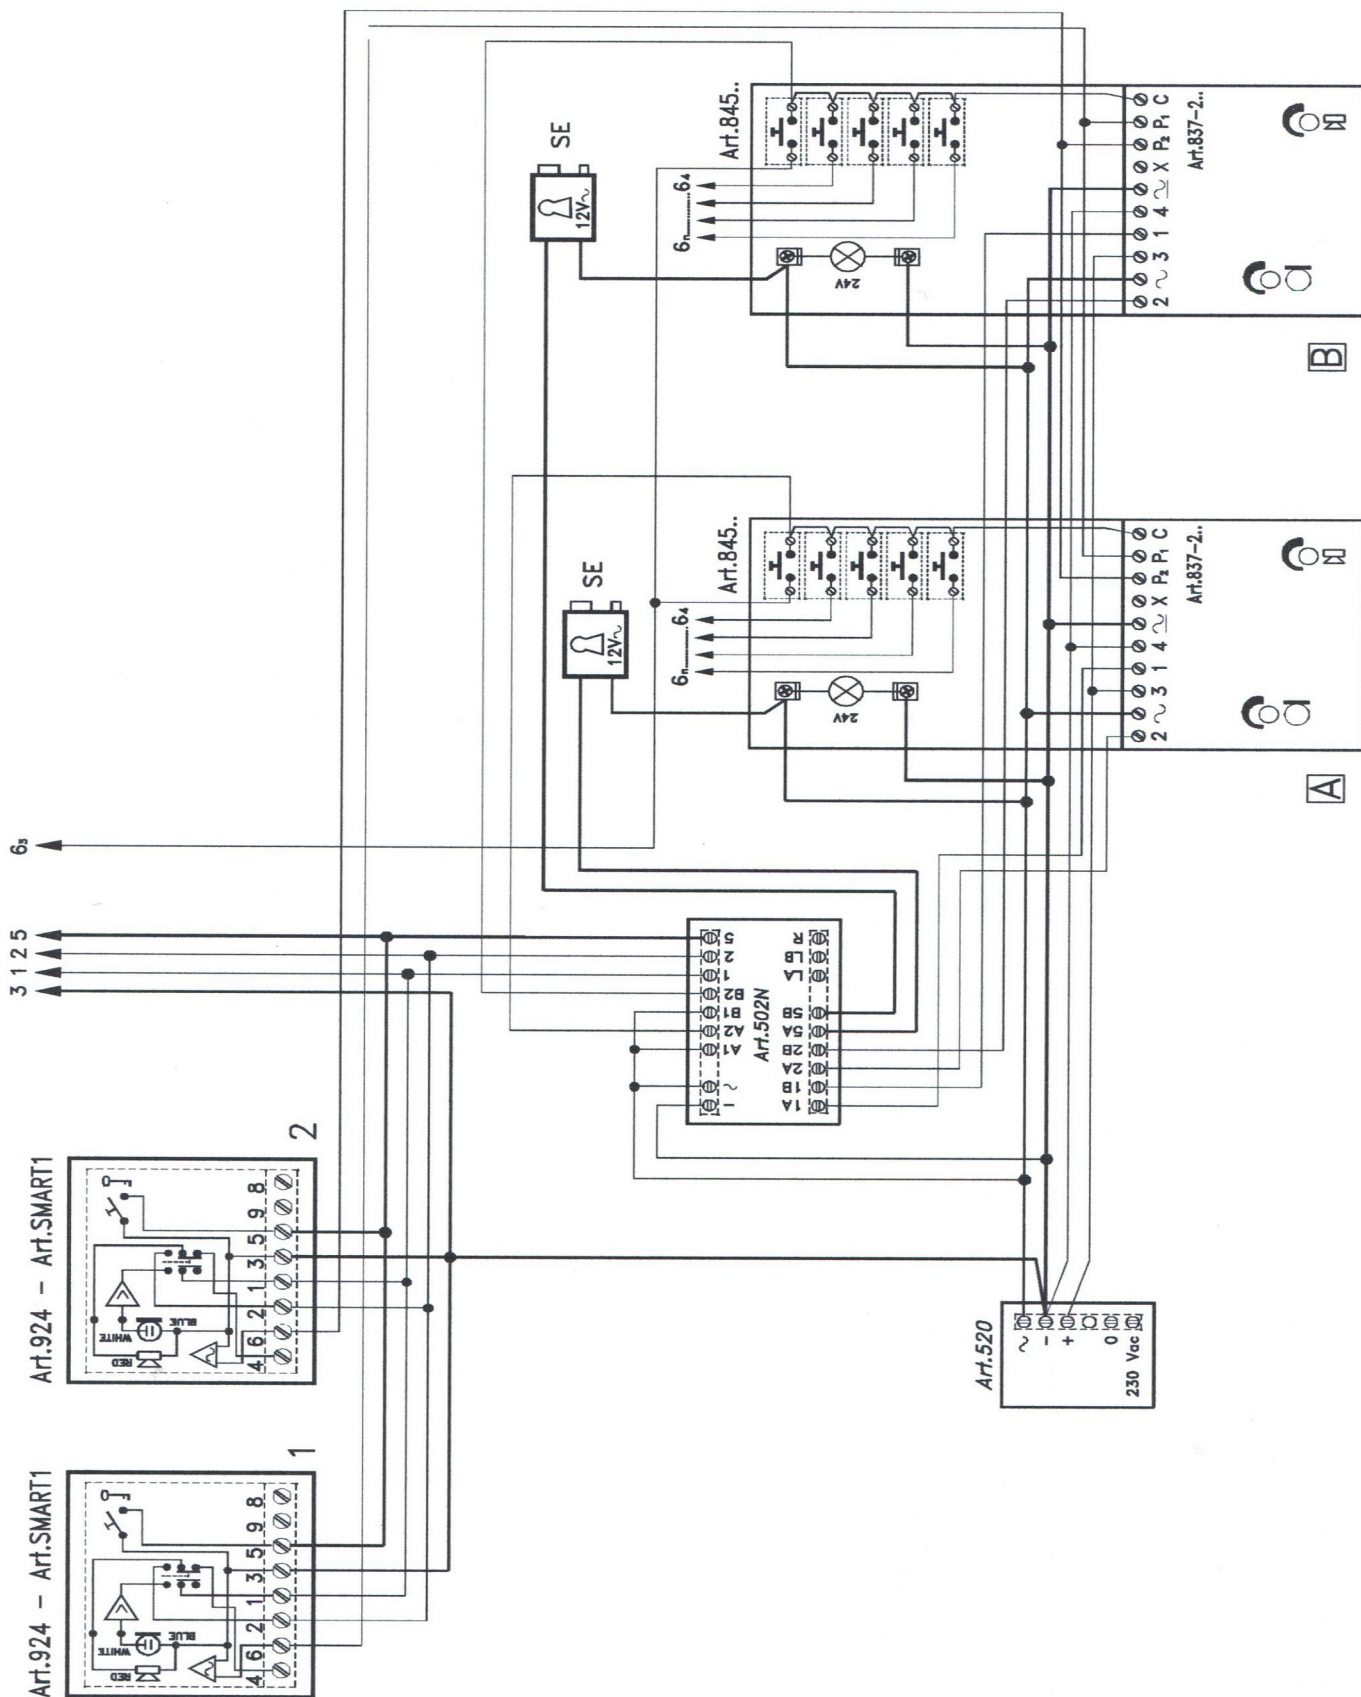 Art.924 – Art.SMART1
RED
WHITE
BLUE
4 6 2 1 3 5 9 8
1
Art.924 – Art.SMART1
RED
WHITE
BLUE
4 6 2 1 3 5 9 8
2
3 1 2 5
6₃
SE
12V~
SE
12V~
– ~ A1 A2 B1 B2 1 2 5
Art.502N
1A 1B 2A 2B 5A 5B LA LB R
Art.845..
6n...........64
24V
Art.845..
6n...........64
24V
Art.520
~
–
+
0
230 Vac
2 ~ 3 1 4 ≂ X P₂ P₁ C
Art.837-2..
A
2 ~ 3 1 4 ≂ X P₂ P₁ C
Art.837-2..
B